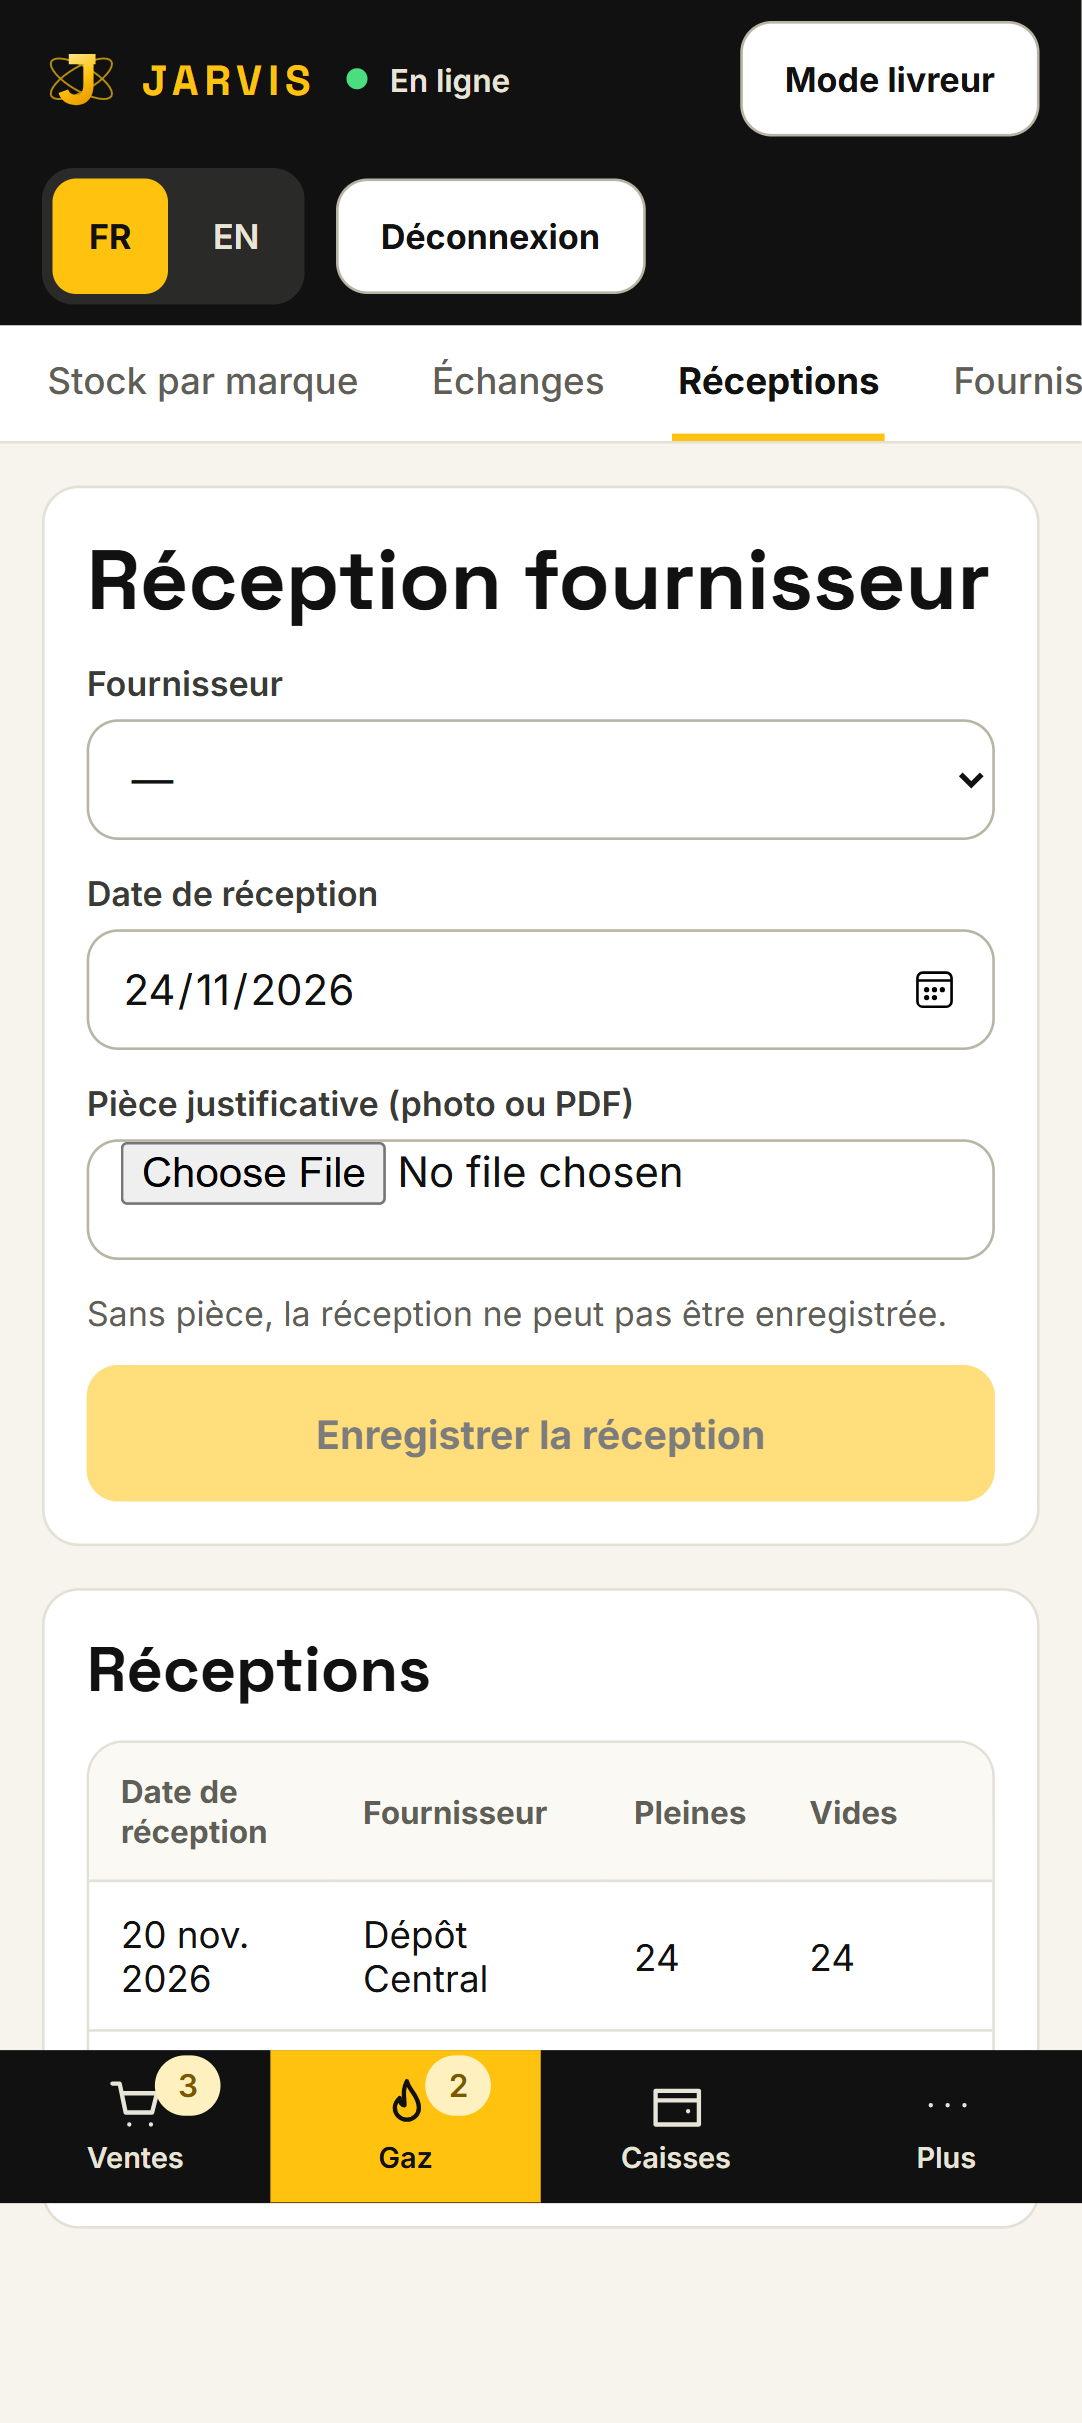 JARVIS
En ligne
Mode livreur
FR
EN
Déconnexion
Stock par marque
Échanges
Réceptions
Fournis
Réception fournisseur
Fournisseur
—
Date de réception
24/11/2026
Pièce justificative (photo ou PDF)
Choose File No file chosen
Sans pièce, la réception ne peut pas être enregistrée.
Enregistrer la réception
Réceptions
Date de
réception
Fournisseur
Pleines
Vides
20 nov.
2026
Dépôt
Central
24
24
3
Ventes
2
Gaz
Caisses
Plus